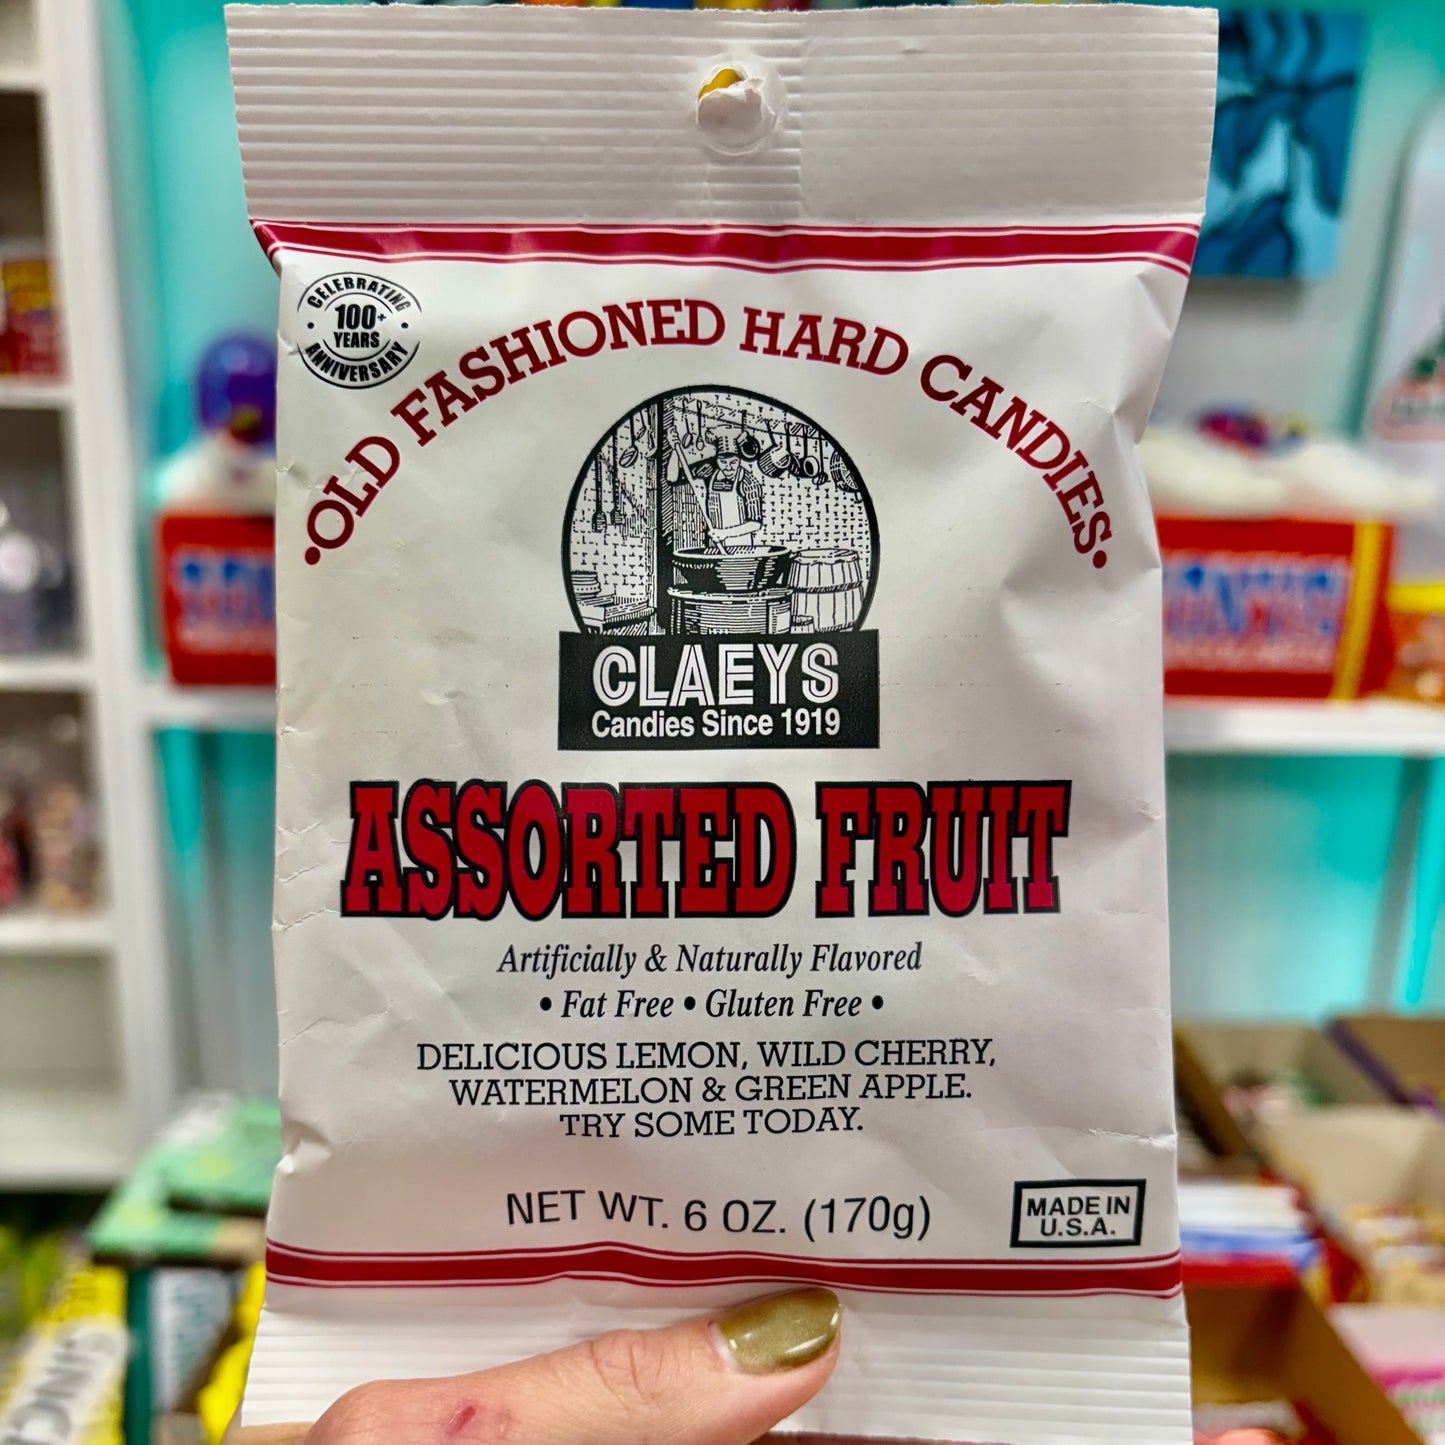 CELEBRATING
100+
YEARS
ANNIVERSARY
•OLD FASHIONED HARD CANDIES•
CLAEYS
Candies Since 1919
ASSORTED FRUIT
Artificially & Naturally Flavored
• Fat Free • Gluten Free •
DELICIOUS LEMON, WILD CHERRY,
WATERMELON & GREEN APPLE.
TRY SOME TODAY.
NET WT. 6 OZ. (170g)
MADE IN
U.S.A.